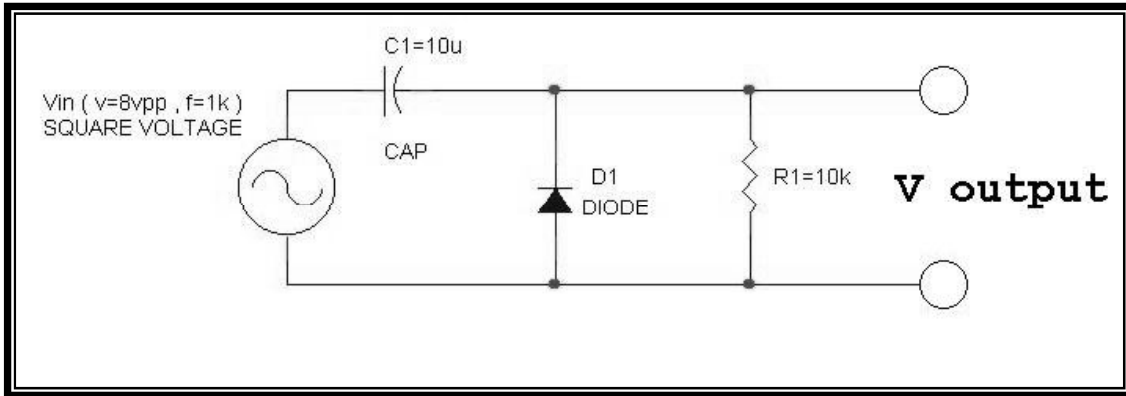 C1=10u
Vin ( v=8vpp , f=1k )
SQUARE VOLTAGE
CAP
D1
DIODE
R1=10k
V output